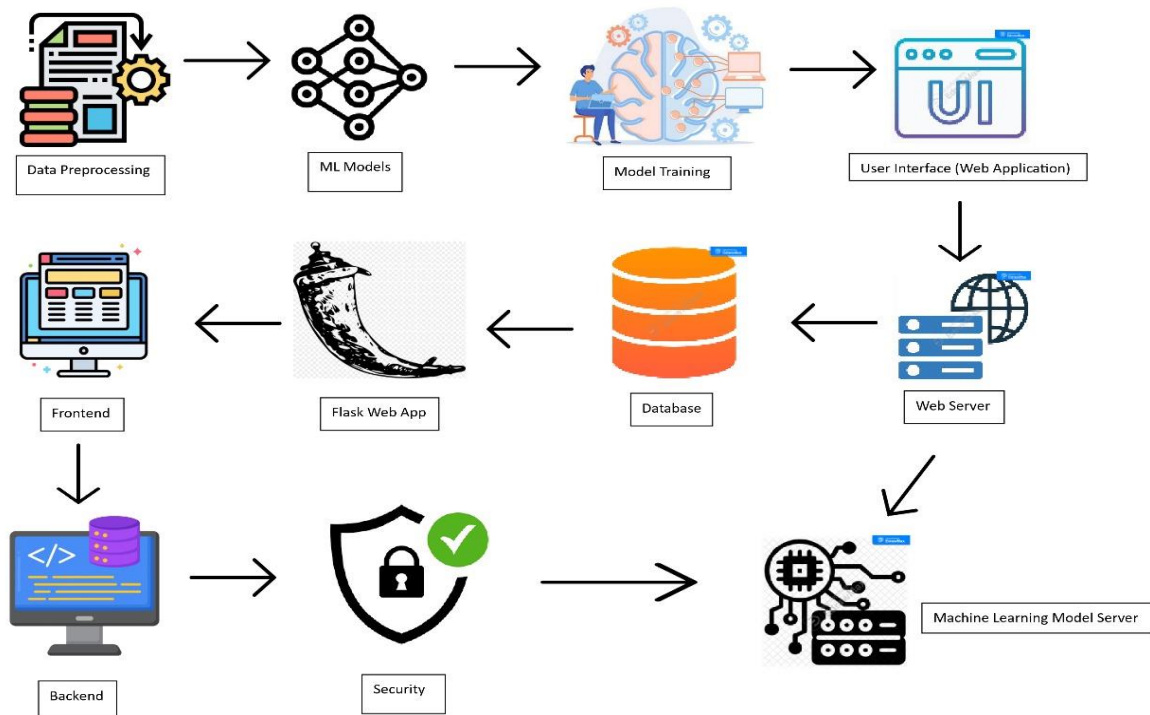 UI
Data Preprocessing
ML Models
Model Training
User Interface (Web Application)
Frontend
Flask Web App
Database
Web Server
</>
Machine Learning Model Server
Backend
Security